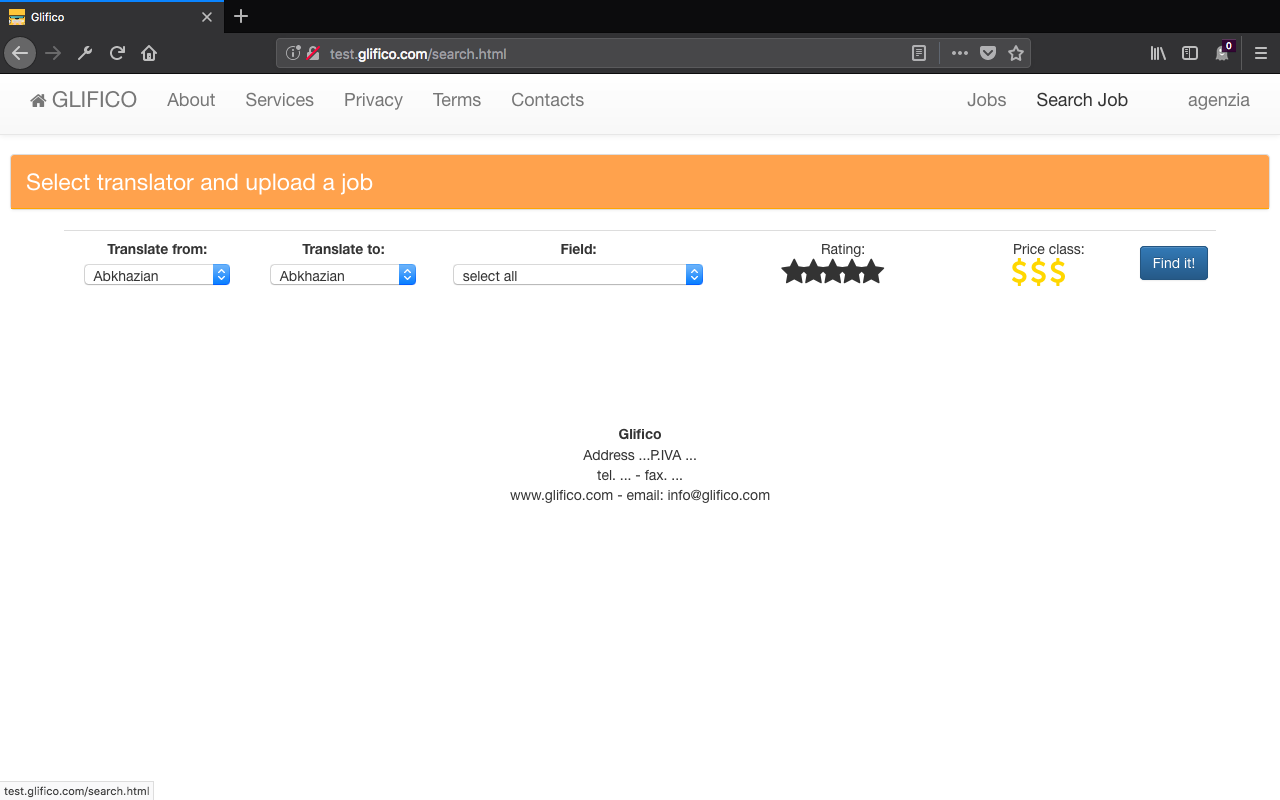 Glifico
test.glifico.com/search.html
0
GLIFICO About Services Privacy Terms Contacts Jobs Search Job agenzia
Select translator and upload a job
Translate from: Translate to: Field: Rating: Price class:
Abkhazian Abkhazian select all $$$ Find it!
Glifico
Address ...P.IVA ...
tel. ... - fax. ...
www.glifico.com - email: info@glifico.com
test.glifico.com/search.html